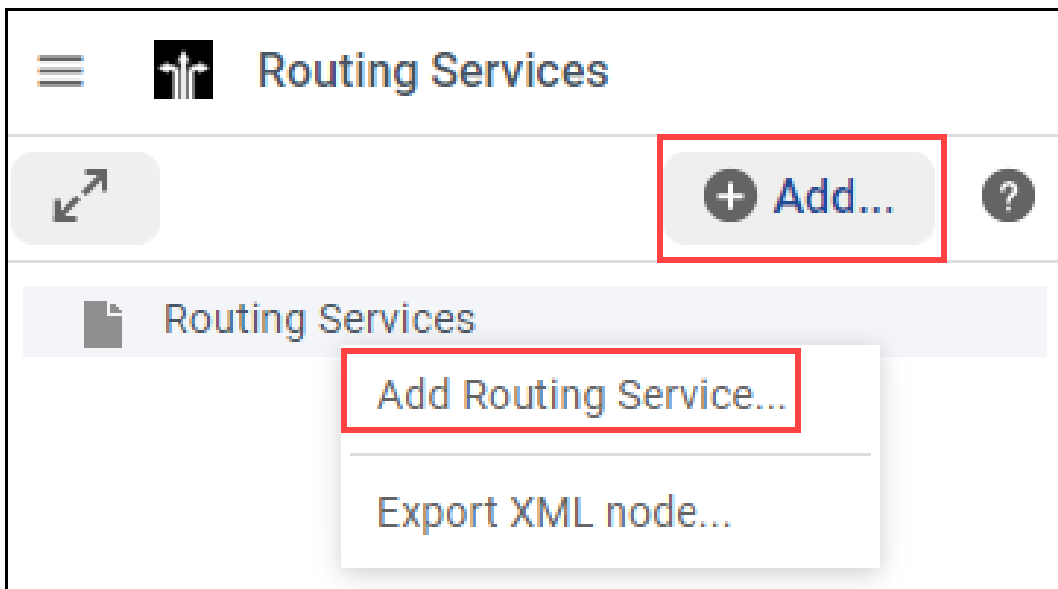 Routing Services
Add...
Routing Services
Add Routing Service...
Export XML node...